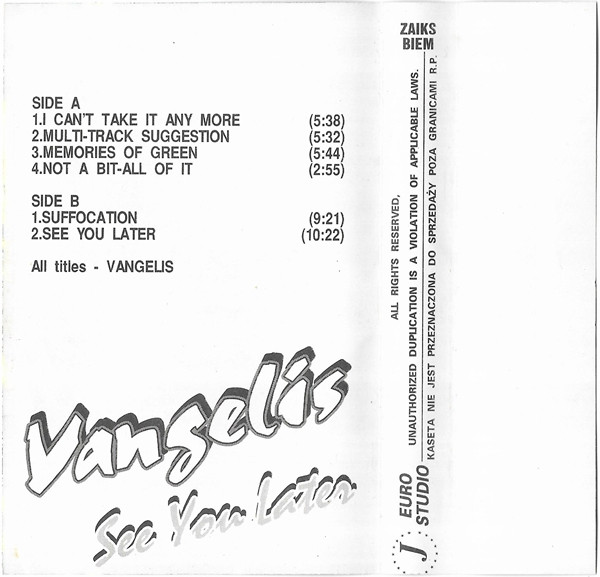 SIDE A
1.I CAN'T TAKE IT ANY MORE (5:38)
2.MULTI-TRACK SUGGESTION (5:32)
3.MEMORIES OF GREEN (5:44)
4.NOT A BIT-ALL OF IT (2:55)
SIDE B
1.SUFFOCATION (9:21)
2.SEE YOU LATER (10:22)
All titles - VANGELIS
Vangelis
See You Later
ZAIKS
BIEM
ALL RIGHTS RESERVED,
UNAUTHORIZED DUPLICATION IS A VIOLATION OF APPLICABLE LAWS.
KASETA NIE JEST PRZEZNACZONA DO SPRZEDAŻY POZA GRANICAMI R.P.
J
EURO
STUDIO